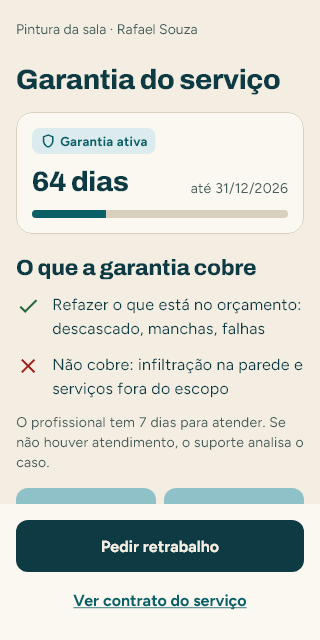 Pintura da sala · Rafael Souza
Garantia do serviço
Garantia ativa
64 dias
até 31/12/2026
O que a garantia cobre
Refazer o que está no orçamento:
descascado, manchas, falhas
Não cobre: infiltração na parede e
serviços fora do escopo
O profissional tem 7 dias para atender. Se
não houver atendimento, o suporte analisa o
caso.
Pedir retrabalho
Ver contrato do serviço